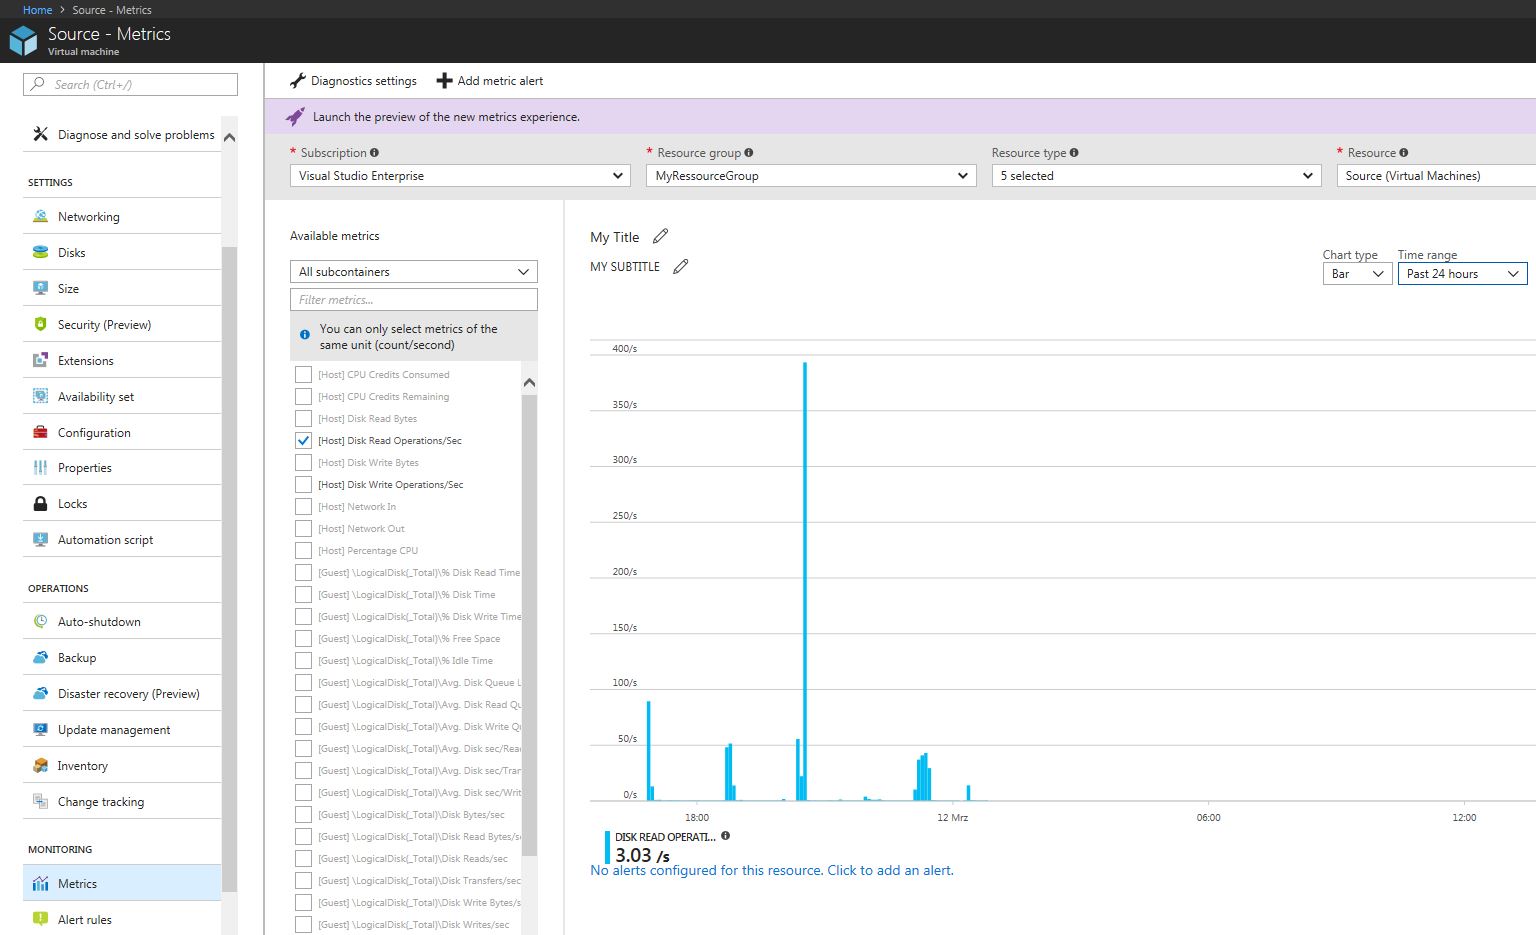 Home > Source - Metrics
Source - Metrics
Virtual machine
Search (Ctrl+/)
Diagnose and solve problems
SETTINGS
Networking
Disks
Size
Security (Preview)
Extensions
Availability set
Configuration
Properties
Locks
Automation script
OPERATIONS
Auto-shutdown
Backup
Disaster recovery (Preview)
Update management
Inventory
Change tracking
MONITORING
Metrics
Alert rules
Diagnostics settings
Add metric alert
Launch the preview of the new metrics experience.
* Subscription
Visual Studio Enterprise
* Resource group
MyRessourceGroup
Resource type
5 selected
* Resource
Source (Virtual Machines)
Available metrics
All subcontainers
Filter metrics...
You can only select metrics of the
same unit (count/second)
[Host] CPU Credits Consumed
[Host] CPU Credits Remaining
[Host] Disk Read Bytes
[Host] Disk Read Operations/Sec
[Host] Disk Write Bytes
[Host] Disk Write Operations/Sec
[Host] Network In
[Host] Network Out
[Host] Percentage CPU
[Guest] \LogicalDisk(_Total)\% Disk Read Time
[Guest] \LogicalDisk(_Total)\% Disk Time
[Guest] \LogicalDisk(_Total)\% Disk Write Time
[Guest] \LogicalDisk(_Total)\% Free Space
[Guest] \LogicalDisk(_Total)\% Idle Time
[Guest] \LogicalDisk(_Total)\Avg. Disk Queue L
[Guest] \LogicalDisk(_Total)\Avg. Disk Read Qu
[Guest] \LogicalDisk(_Total)\Avg. Disk Write Q
[Guest] \LogicalDisk(_Total)\Avg. Disk sec/Rea
[Guest] \LogicalDisk(_Total)\Avg. Disk sec/Tra
[Guest] \LogicalDisk(_Total)\Avg. Disk sec/Wri
[Guest] \LogicalDisk(_Total)\Disk Bytes/sec
[Guest] \LogicalDisk(_Total)\Disk Read Bytes/s
[Guest] \LogicalDisk(_Total)\Disk Reads/sec
[Guest] \LogicalDisk(_Total)\Disk Transfers/sec
[Guest] \LogicalDisk(_Total)\Disk Write Bytes/s
[Guest] \LogicalDisk(_Total)\Disk Writes/sec
My Title
MY SUBTITLE
Chart type
Bar
Time range
Past 24 hours
400/s
350/s
300/s
250/s
200/s
150/s
100/s
50/s
0/s
18:00
12 Mrz
06:00
12:00
DISK READ OPERATI...
3.03 /s
No alerts configured for this resource. Click to add an alert.